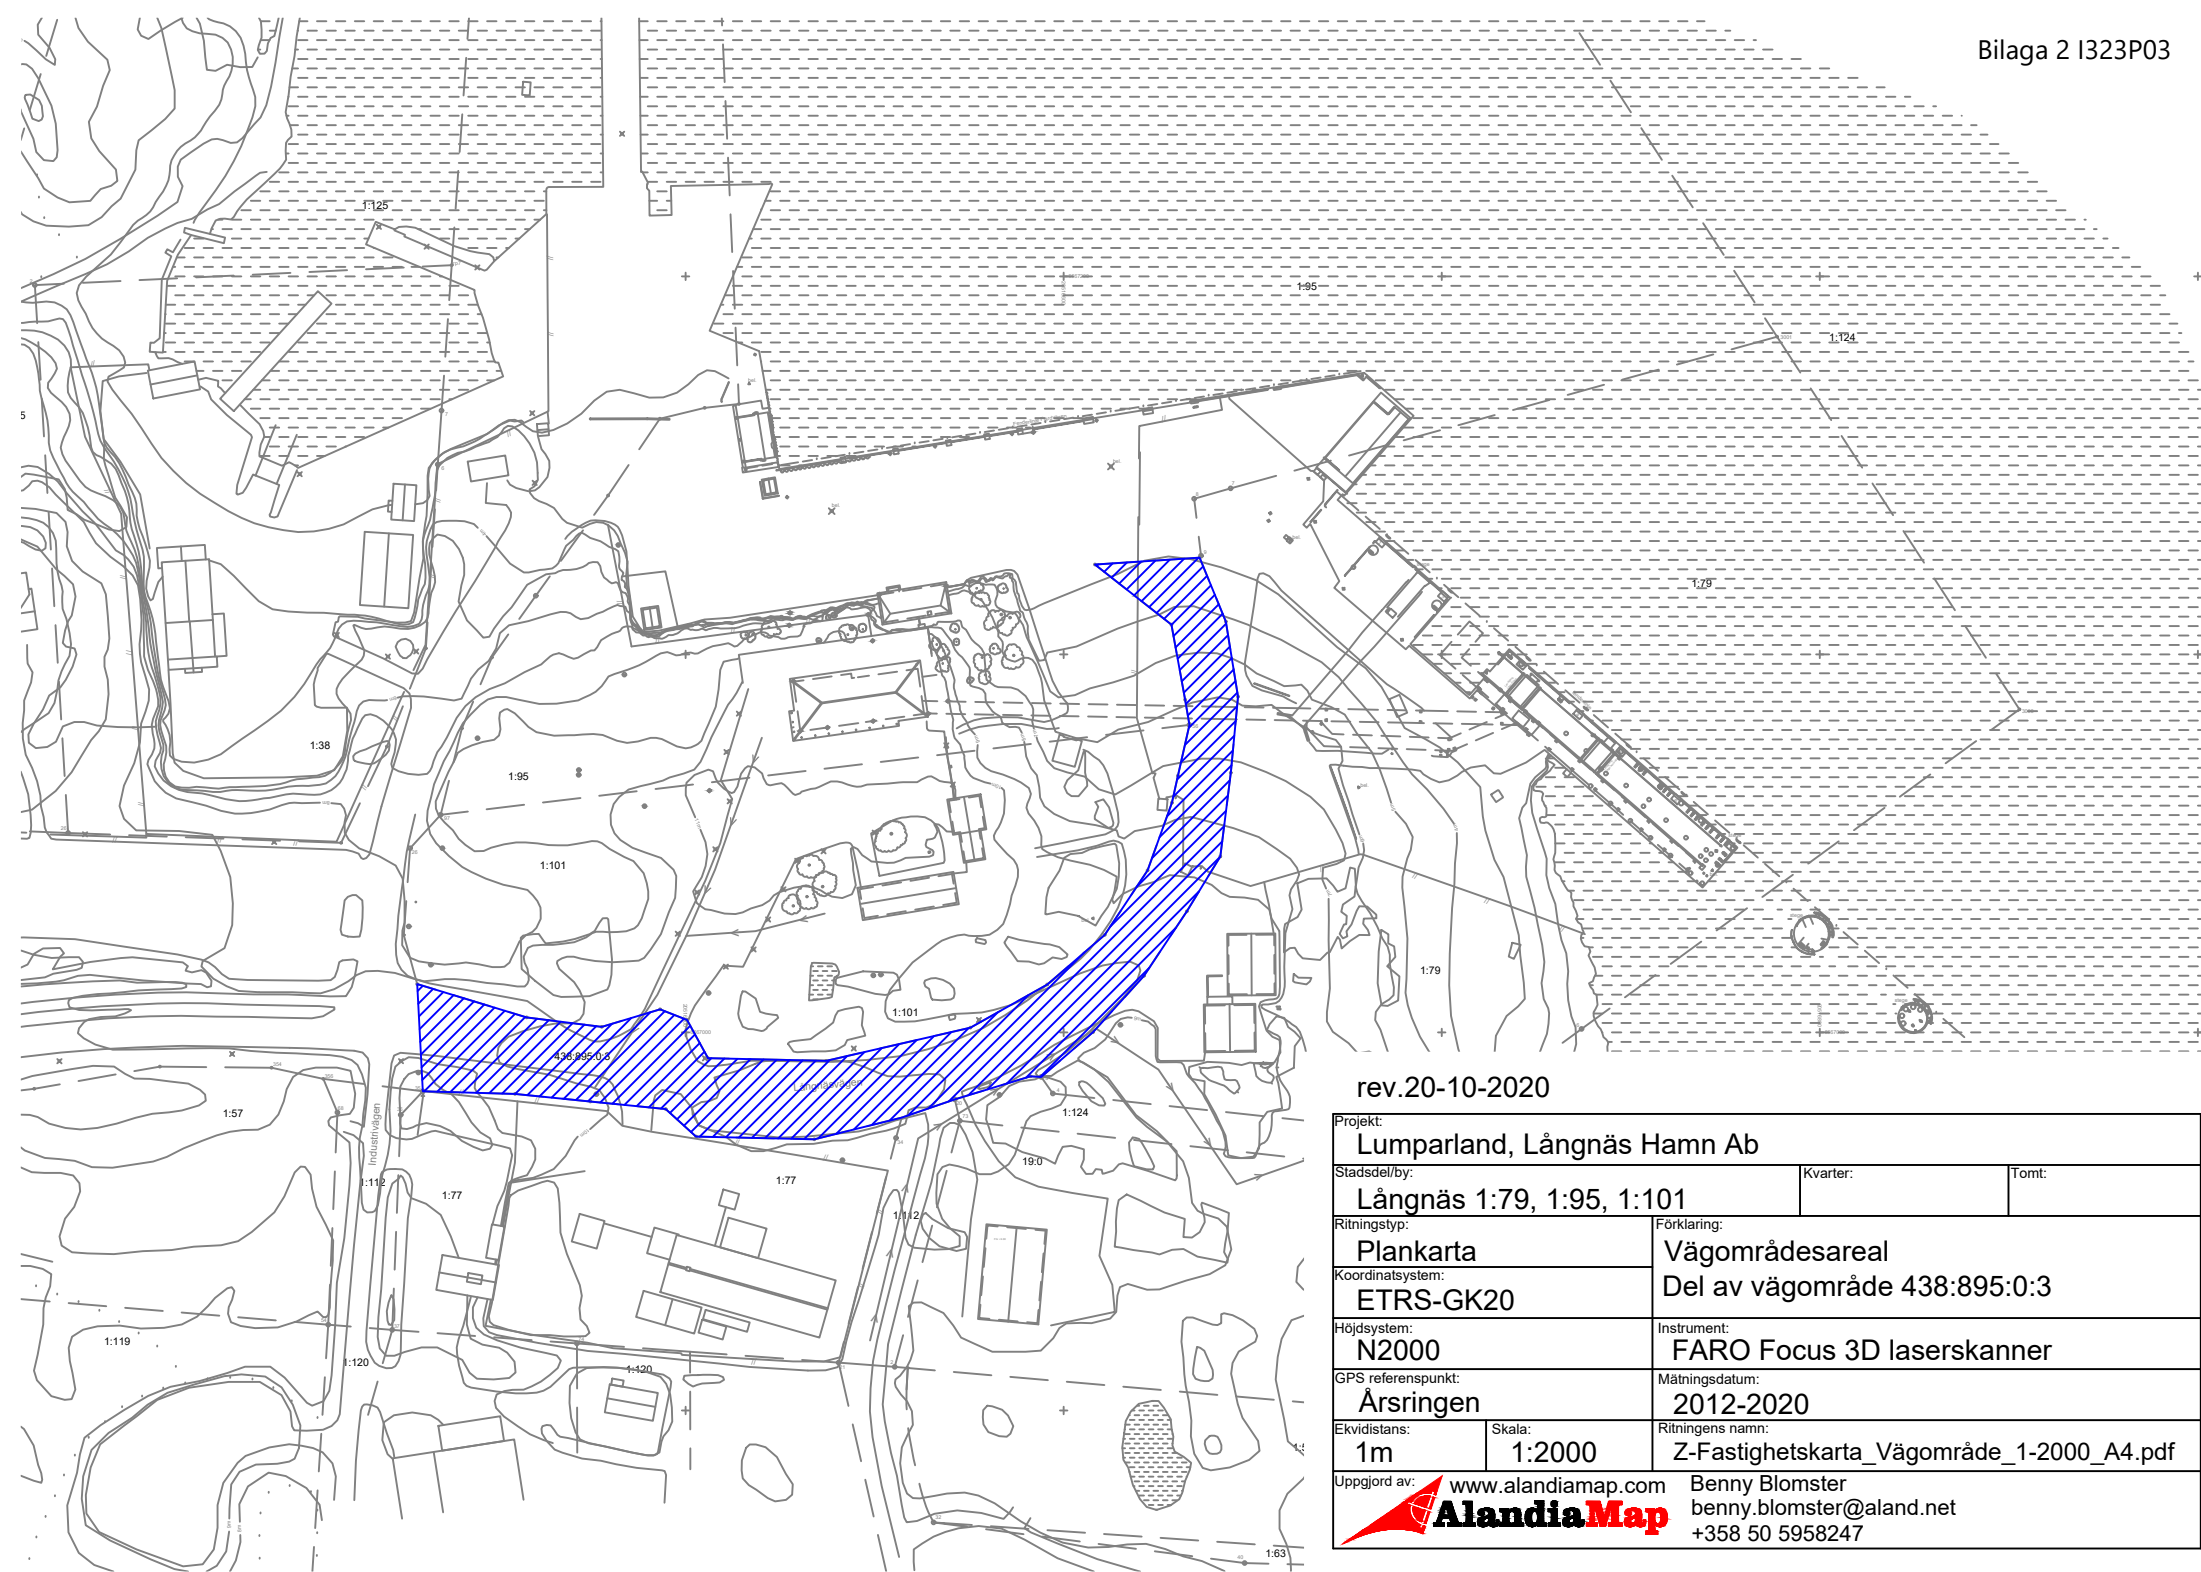 Bilaga 2 I323P03
1:125
1:95
1:124
1:79
1:38
1:95
1:101
1:79
1:101
438:895:0:3
Långnäsvägen
1:57
Industrivägen
1:124
19:0
1:112
1:77
1:77
1:112
1:119
1:120
1:120
1:63
rev.20-10-2020
Projekt:
Lumparland, Långnäs Hamn Ab
Stadsdel/by:
Långnäs 1:79, 1:95, 1:101
Kvarter:
Tomt:
Ritningstyp:
Plankarta
Förklaring:
Vägområdesareal
Del av vägområde 438:895:0:3
Koordinatsystem:
ETRS-GK20
Höjdsystem:
N2000
Instrument:
FARO Focus 3D laserskanner
GPS referenspunkt:
Årsringen
Mätningsdatum:
2012-2020
Ekvidistans:
1m
Skala:
1:2000
Ritningens namn:
Z-Fastighetskarta_Vägområde_1-2000_A4.pdf
Uppgjord av:
www.alandiamap.com
AlandiaMap
Benny Blomster
benny.blomster@aland.net
+358 50 5958247